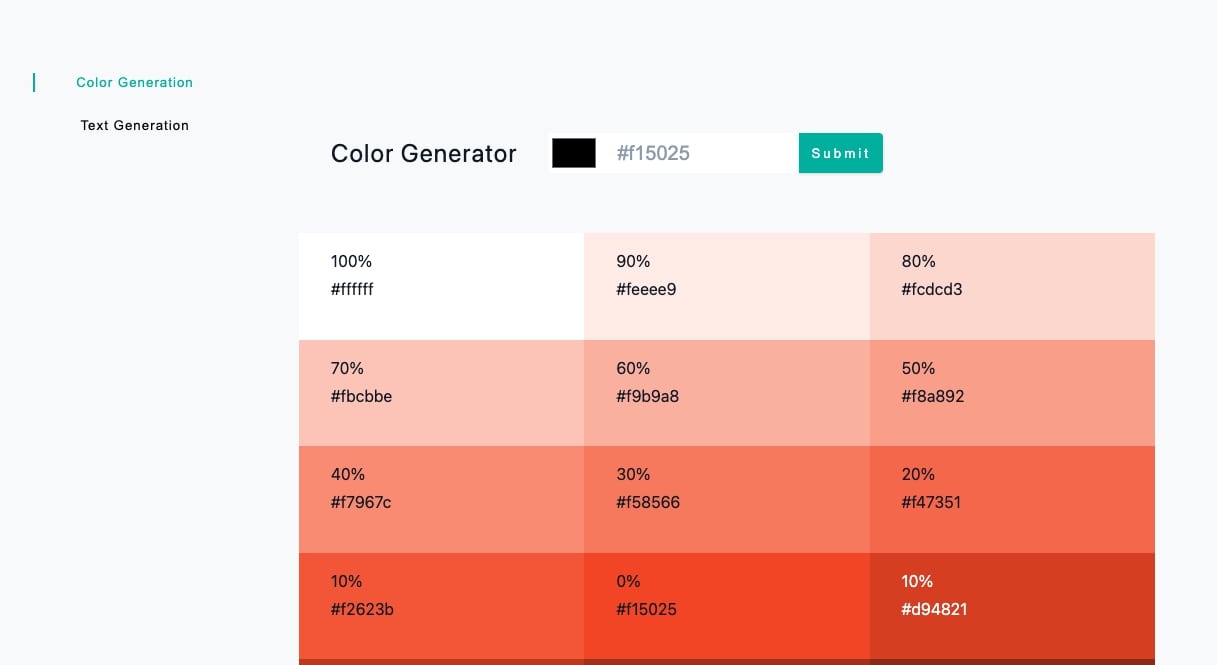 Color Generation
Text Generation
Color Generator
#f15025
Submit
100%
#ffffff
90%
#feeee9
80%
#fcdcd3
70%
#fbcbbe
60%
#f9b9a8
50%
#f8a892
40%
#f7967c
30%
#f58566
20%
#f47351
10%
#f2623b
0%
#f15025
10%
#d94821